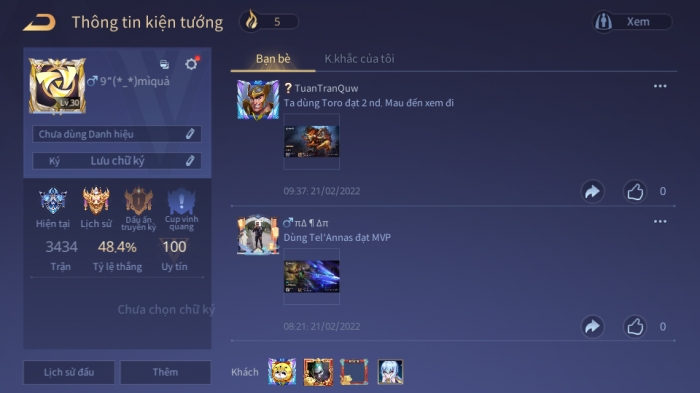 Thông tin kiện tướng
5
Xem
Lv.30
9"(*_*)mìquả
Chưa dùng Danh hiệu
Ký Lưu chữ ký
Hiện tại Lịch sử Dấu ấn truyền kỳ Cup vinh quang
3434 48.4% 100
Trận Tỷ lệ thắng Uy tín
Chưa chọn chữ ký
Lịch sử đấu Thêm
Bạn bè K.khắc của tôi
? TuanTranQuw
Ta dùng Toro đạt 2 nd. Mau đến xem đi
09:37: 21/02/2022 0
πΔ¶Δπ
Dùng Tel'Annas đạt MVP
08:21: 21/02/2022 0
Khách